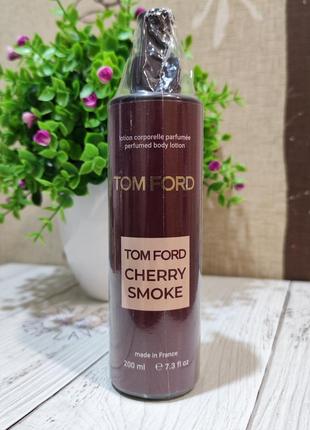 lotion corporelle parfumée
perfumed body lotion
TOM FORD
TOM FORD
CHERRY
SMOKE
made in France
200 ml ℮ 7.3 fl oz